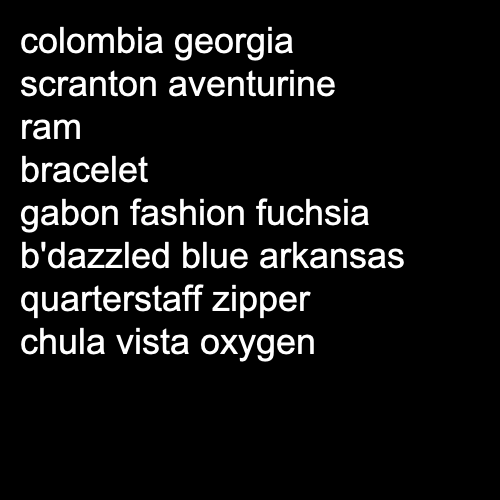 colombia georgia
scranton aventurine
ram
bracelet
gabon fashion fuchsia
b'dazzled blue arkansas
quarterstaff zipper
chula vista oxygen